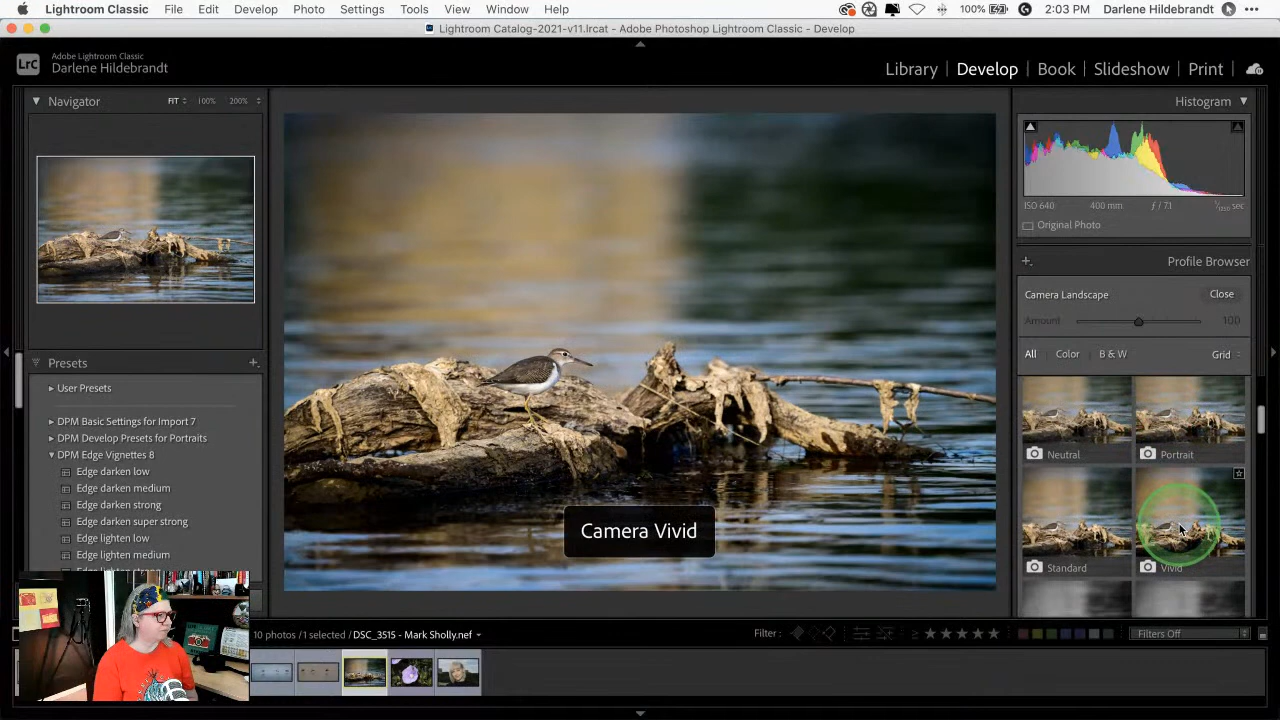 Lightroom Classic File Edit Develop Photo Settings Tools View Window Help 100% 2:03 PM Darlene Hildebrandt
Lightroom Catalog-2021-v11.lrcat - Adobe Photoshop Lightroom Classic - Develop
LrC
Adobe Lightroom Classic
Darlene Hildebrandt
Library | Develop | Book | Slideshow | Print
Navigator FIT 100% 200%
Histogram
ISO 640 400 mm ƒ / 7.1 sec
Original Photo
Profile Browser
Camera Landscape Close
Amount 100
All Color B & W Grid
Neutral Portrait
Standard Vivid
Presets
User Presets
DPM Basic Settings for Import 7
DPM Develop Presets for Portraits
DPM Edge Vignettes 8
Edge darken low
Edge darken medium
Edge darken strong
Edge darken super strong
Edge lighten low
Edge lighten medium
Camera Vivid
10 photos / 1 selected / DSC_3515 - Mark Sholly.nef
Filter : Filters Off